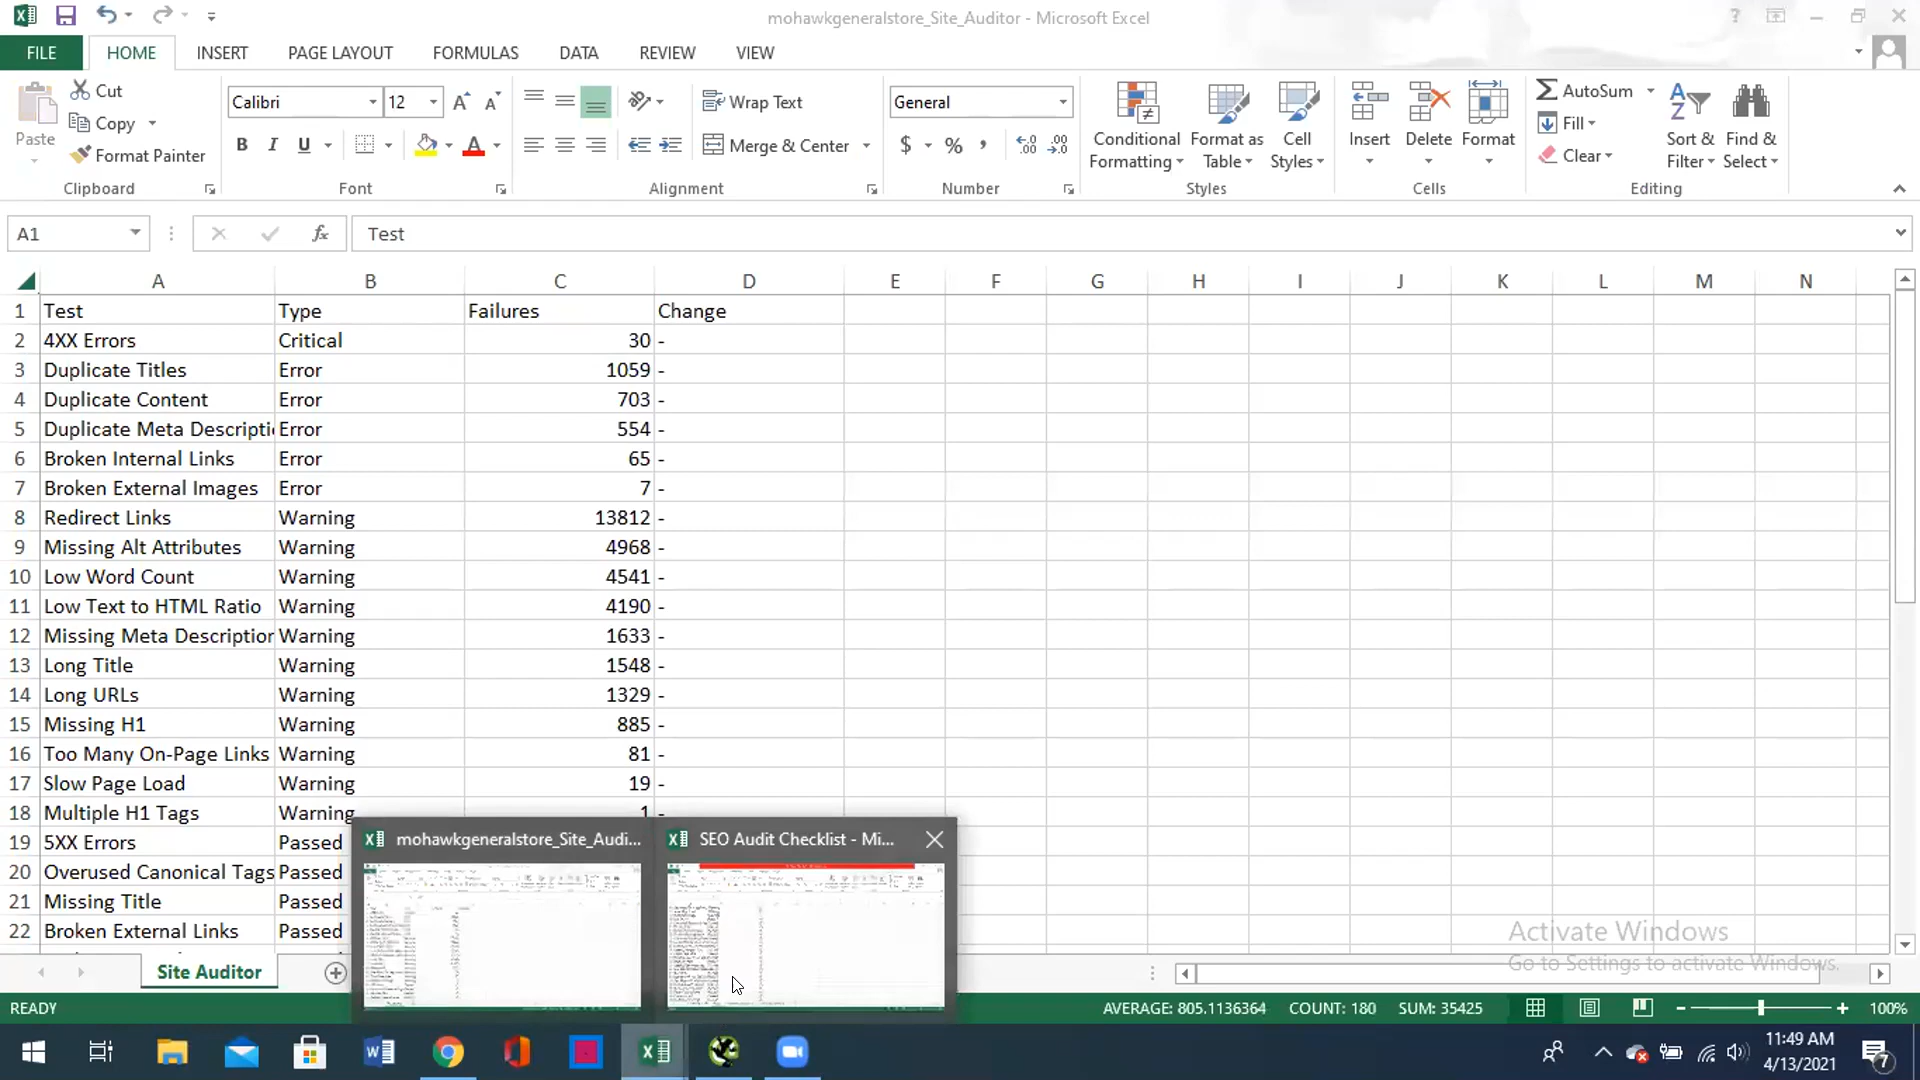 mohawkgeneralstore_Site_Auditor - Microsoft Excel
FILE HOME INSERT PAGE LAYOUT FORMULAS DATA REVIEW VIEW
Cut
Copy
Format Painter
Paste
Clipboard
Calibri 12
B I U
Font
Wrap Text
Merge & Center
Alignment
General
$ % ,
Number
Conditional Formatting
Format as Table
Cell Styles
Styles
Insert Delete Format
Cells
AutoSum
Fill
Clear
Sort & Filter
Find & Select
Editing
A1 fx Test
A B C D E F G H I J K L M N
1 Test Type Failures Change
2 4XX Errors Critical 30 -
3 Duplicate Titles Error 1059 -
4 Duplicate Content Error 703 -
5 Duplicate Meta Descripti Error 554 -
6 Broken Internal Links Error 65 -
7 Broken External Images Error 7 -
8 Redirect Links Warning 13812 -
9 Missing Alt Attributes Warning 4968 -
10 Low Word Count Warning 4541 -
11 Low Text to HTML Ratio Warning 4190 -
12 Missing Meta Description Warning 1633 -
13 Long Title Warning 1548 -
14 Long URLs Warning 1329 -
15 Missing H1 Warning 885 -
16 Too Many On-Page Links Warning 81 -
17 Slow Page Load Warning 19 -
18 Multiple H1 Tags Warning 1 -
19 5XX Errors Passed
20 Overused Canonical Tags Passed
21 Missing Title Passed
22 Broken External Links Passed
mohawkgeneralstore_Site_Audi...
SEO Audit Checklist - Mi...
Activate Windows
Go to Settings to activate Windows.
Site Auditor
READY
AVERAGE: 805.1136364 COUNT: 180 SUM: 35425
100%
11:49 AM
4/13/2021
7